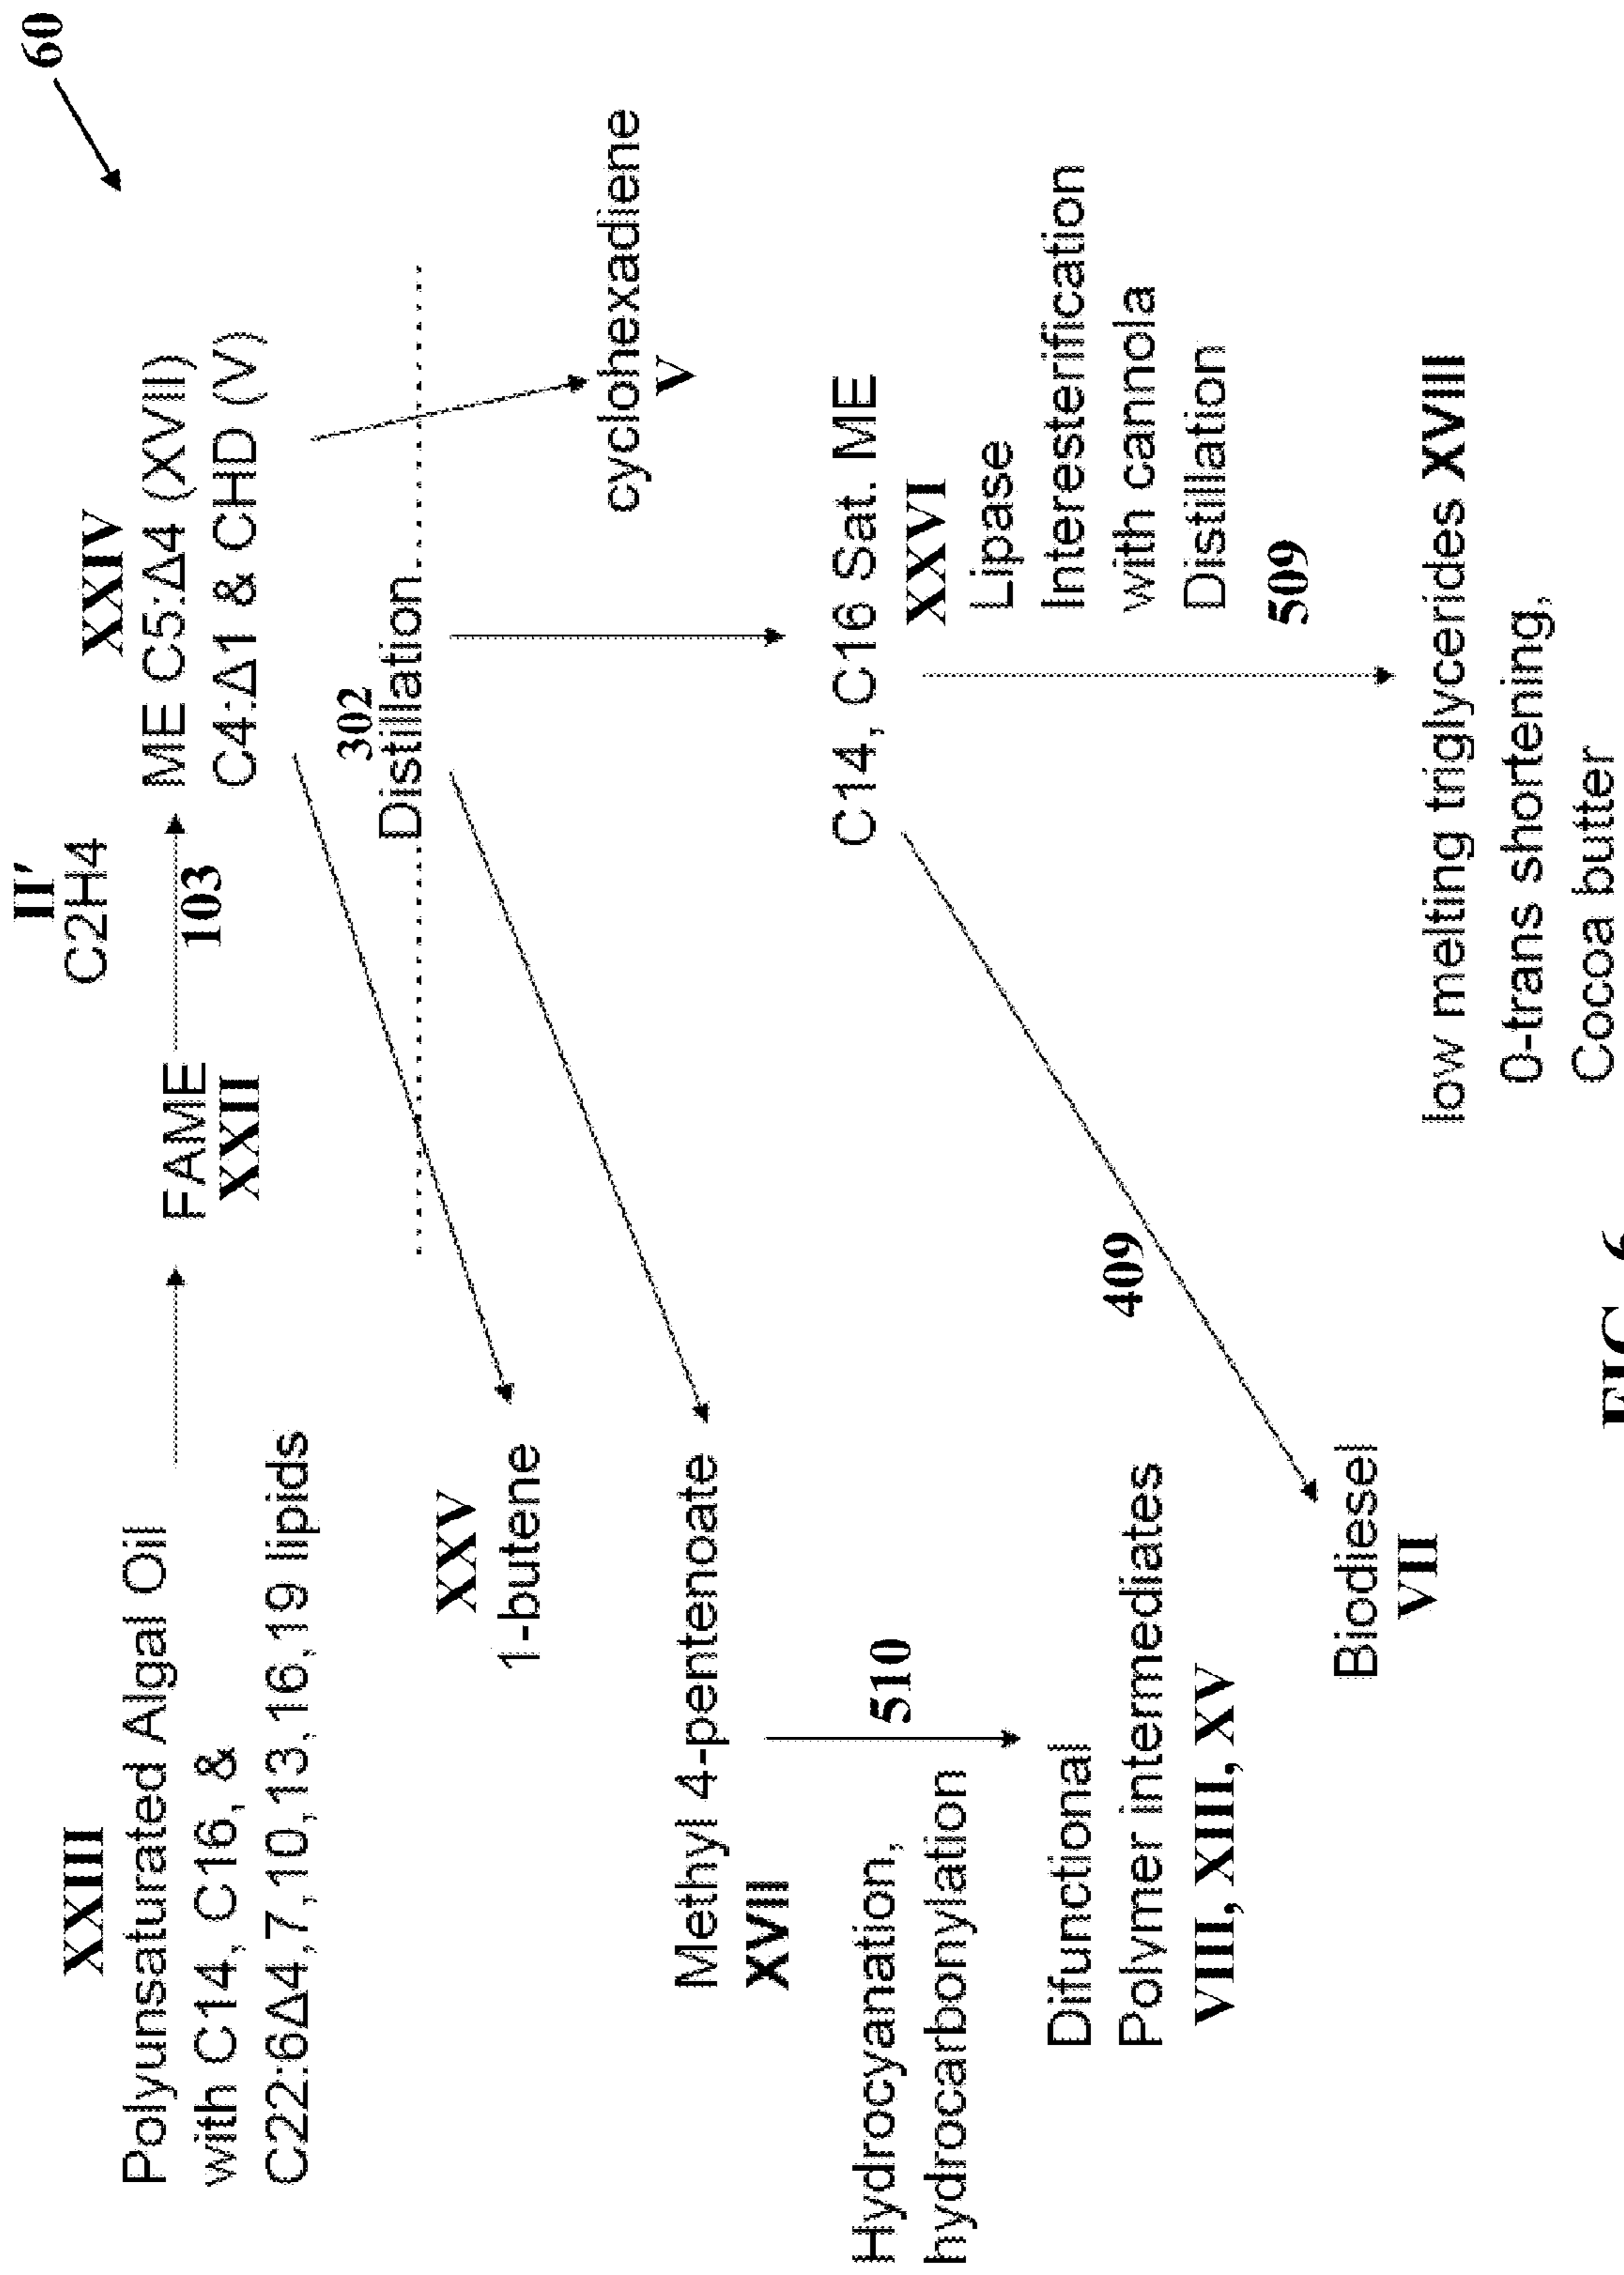 60
XXIII
Polyunsaturated Algal Oil
with C14, C16, &
C22:6Δ4,7,10,13,16,19 lipids
FAME
XXII
II'
C2H4
103
XXIV
ME C5:Δ4 (XVII)
C4:Δ1 & CHD (V)
302
Distillation
XXV
1-butene
cyclohexadiene
V
Methyl 4-pentenoate
XVII
C14, C16 Sat. ME
XXVI
Hydrocyanation,
hydrocarbonylation
510
Lipase
Interesterification
with cannola
Distillation
509
Difunctional
Polymer intermediates
VIII, XIII, XV
409
Biodiesel
VII
low melting triglycerides XVIII
0-trans shortening,
Cocoa butter
FIG. 6